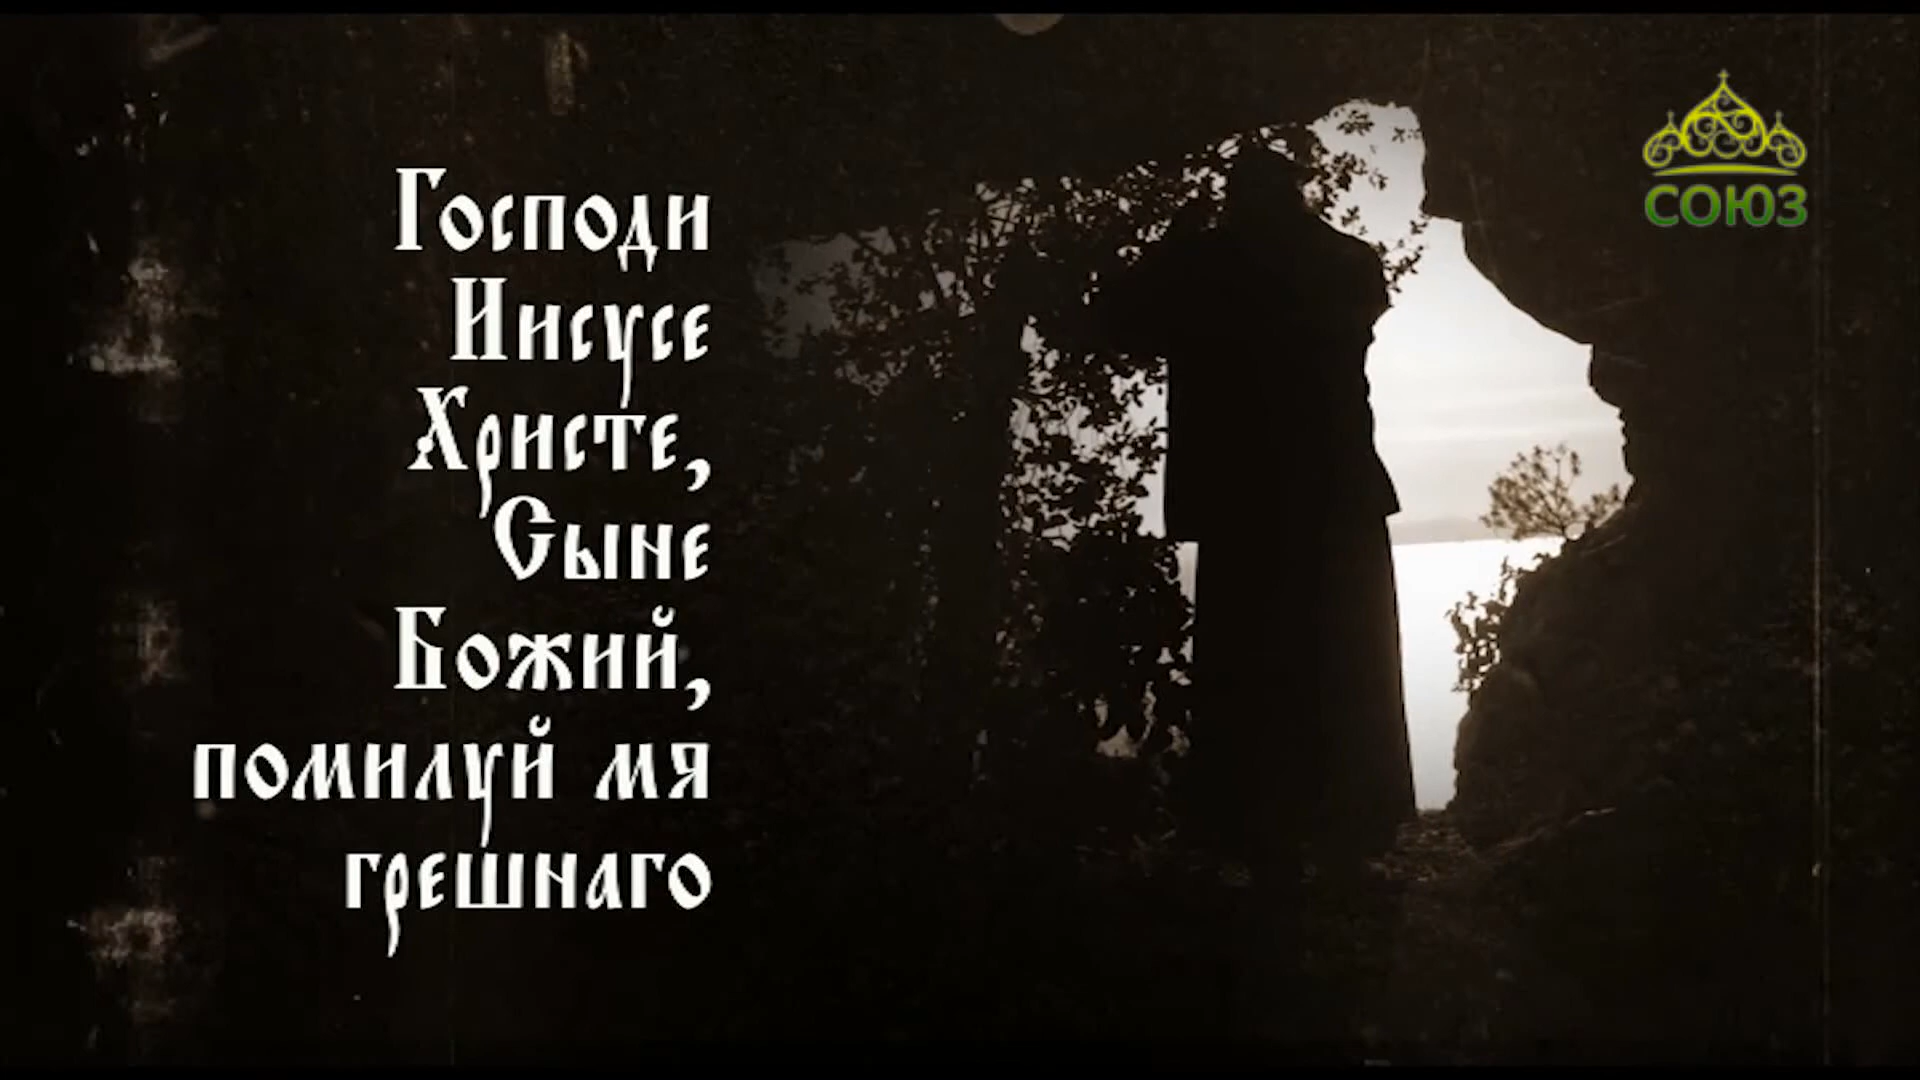 Господи
Иисусе
Христе,
Сыне
Божий,
помилуй мя
грешнаго
СОЮЗ